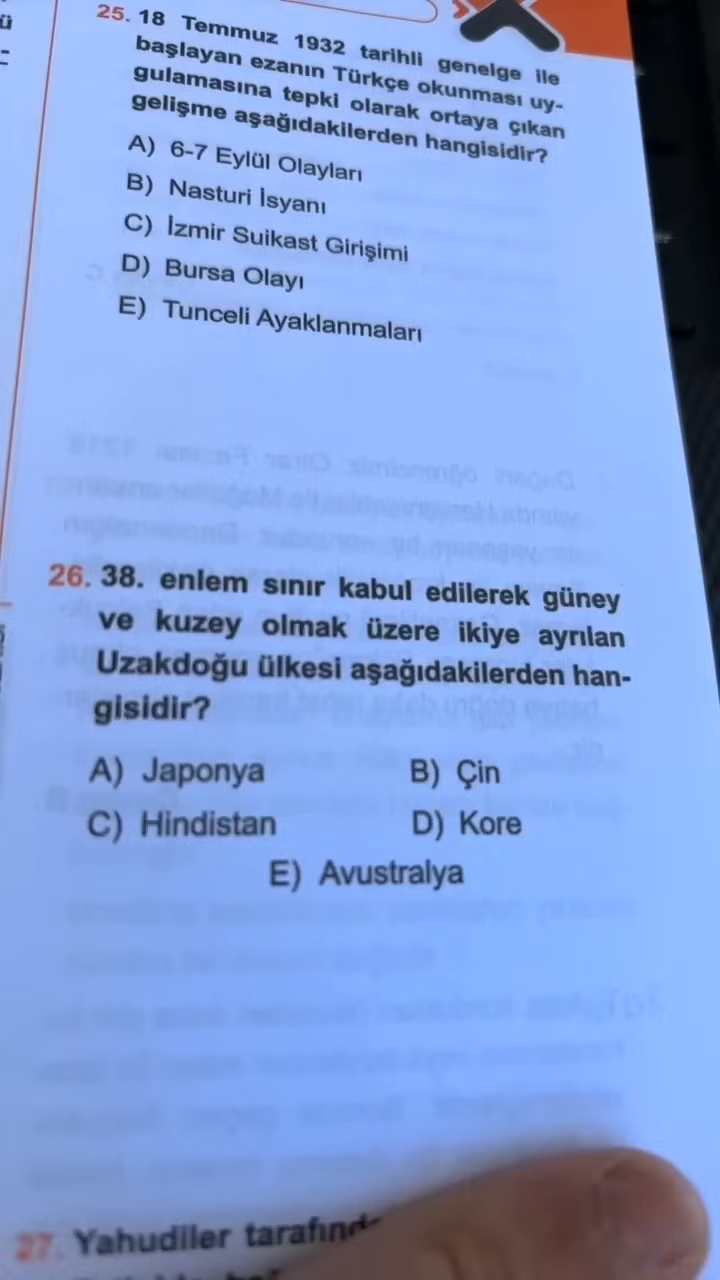 25. 18 Temmuz 1932 tarihli genelge ile
başlayan ezanın Türkçe okunması uy-
gulamasına tepki olarak ortaya çıkan
gelişme aşağıdakilerden hangisidir?
A) 6-7 Eylül Olayları
B) Nasturi İsyanı
C) İzmir Suikast Girişimi
D) Bursa Olayı
E) Tunceli Ayaklanmaları
26. 38. enlem sınır kabul edilerek güney
ve kuzey olmak üzere ikiye ayrılan
Uzakdoğu ülkesi aşağıdakilerden han-
gisidir?
A) Japonya B) Çin
C) Hindistan D) Kore
E) Avustralya
27. Yahudiler